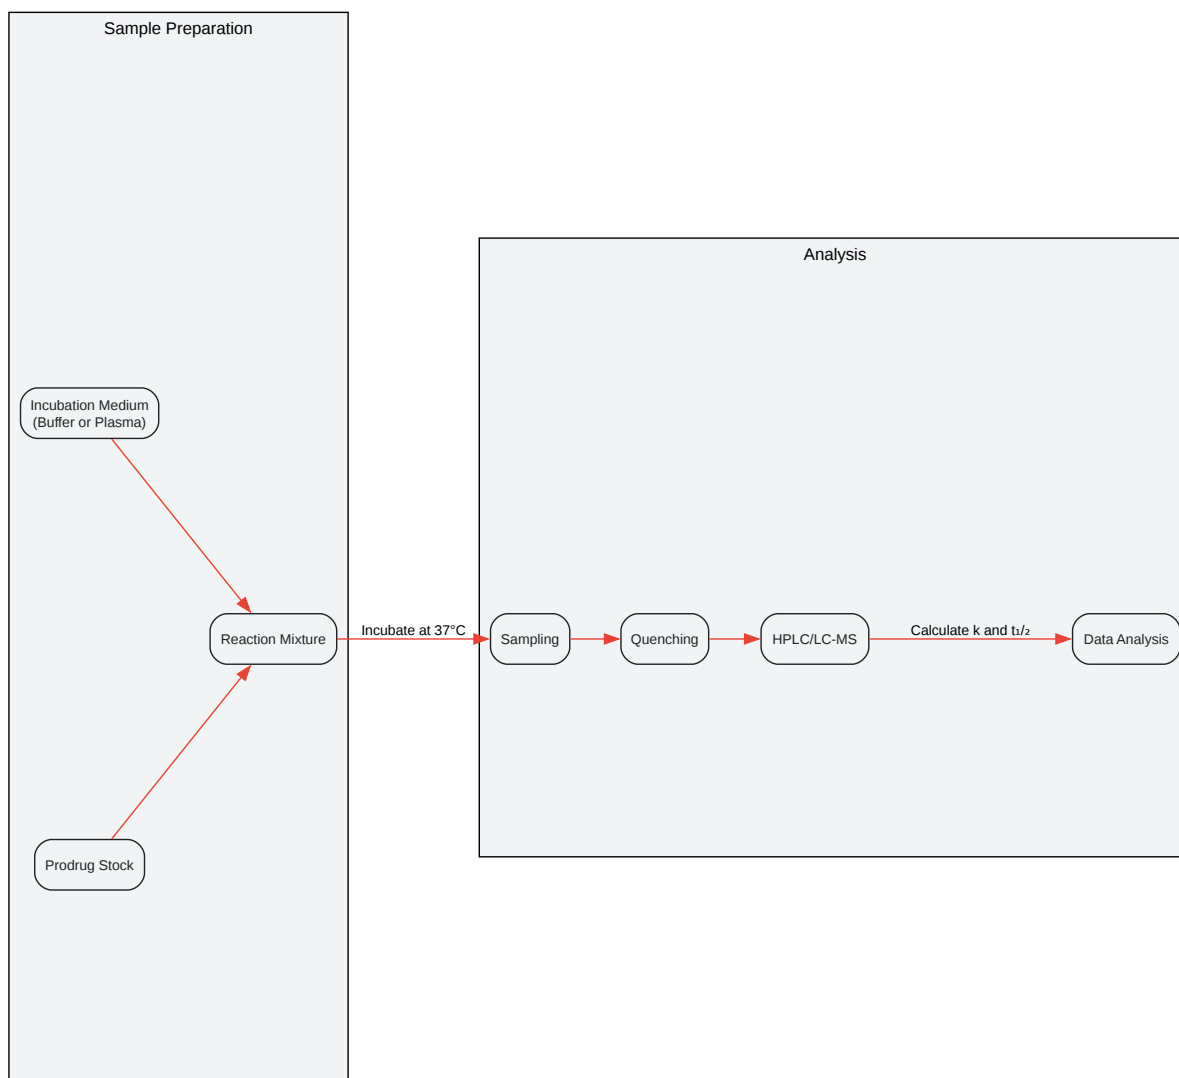 Sample Preparation
Incubation Medium
(Buffer or Plasma)
Reaction Mixture
Prodrug Stock
Incubate at 37°C
Analysis
Sampling
Quenching
HPLC/LC-MS
Calculate k and t₁/₂
Data Analysis